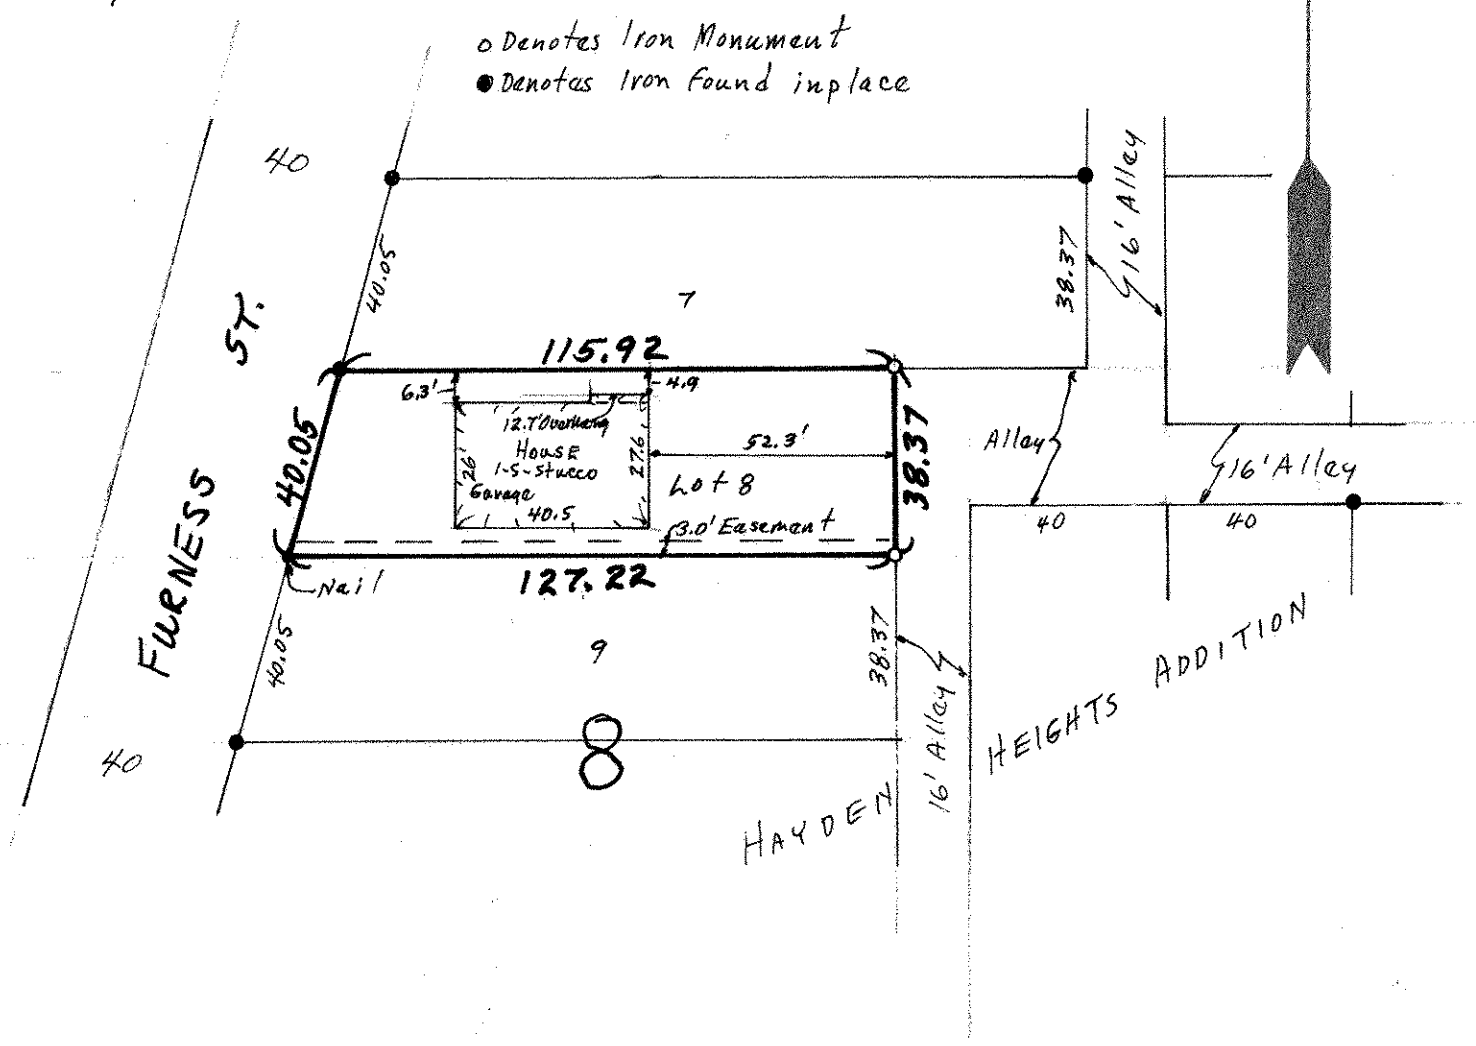 o Denotes Iron Monument
● Denotes Iron Found inplace
40
16' Alley
ST.
40.05
38.37
7
115.92
6.3'
4.9
12.7' Overhang
House
1-S-Stucco
Garage
26'
27.6
40.5
52.3'
Lot 8
40.05
38.37
Alley
16' Alley
40
40
3.0' Easement
127.22
Nail
FURNESS
40.05
9
38.37
16' Alley
40
8
HAYDEN HEIGHTS ADDITION